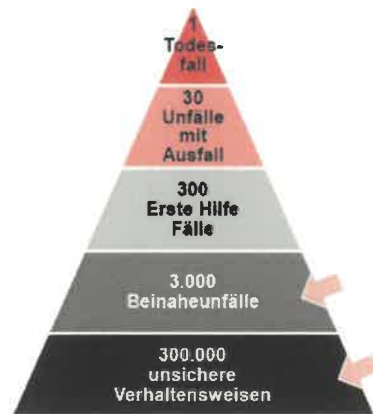 1
Todes-
fall
30
Unfälle
mit
Ausfall
300
Erste Hilfe
Fälle
3.000
Beinaheunfälle
300.000
unsichere
Verhaltensweisen